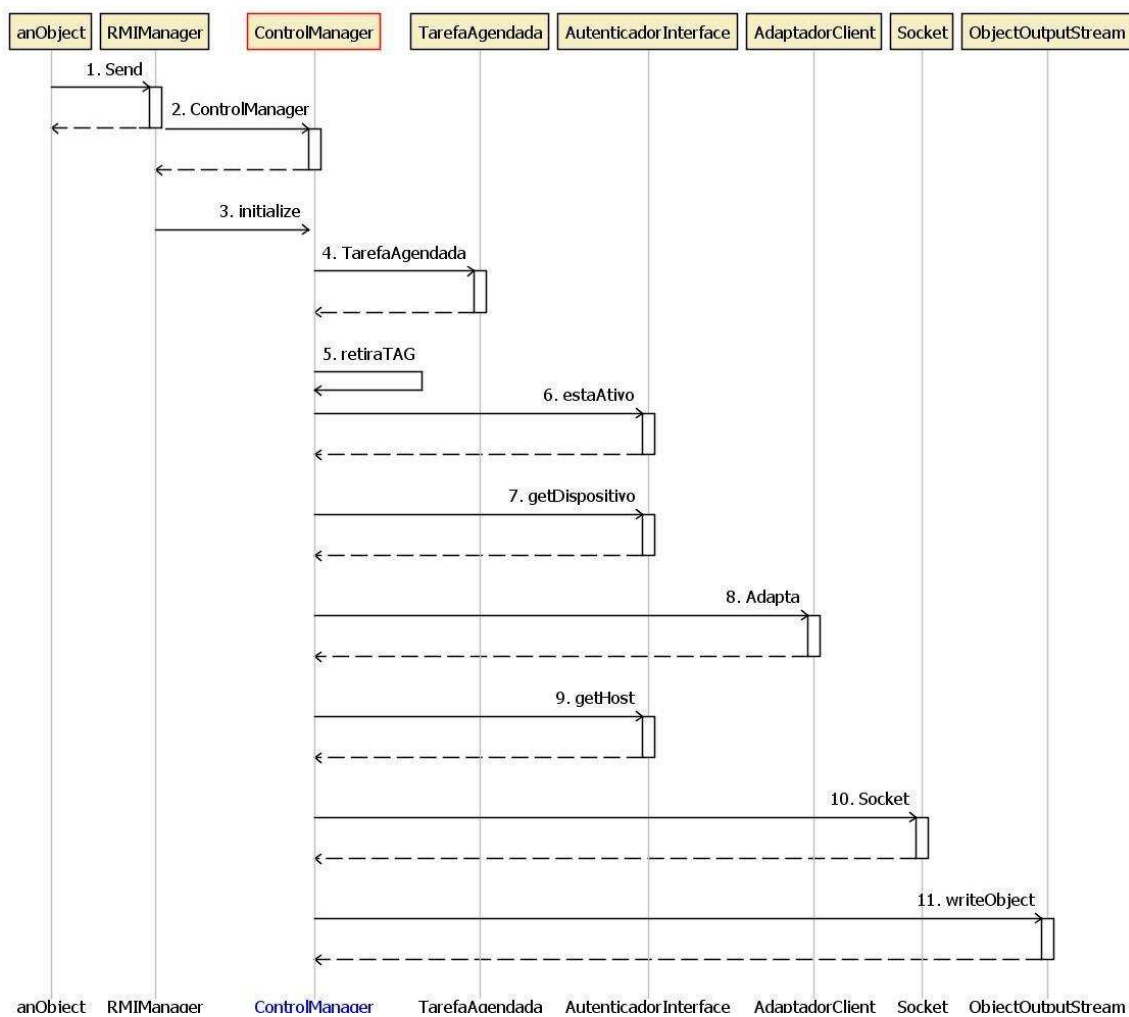 anObject RMIManager ControlManager TarefaAgendada AutenticadorInterface AdaptadorClient Socket ObjectOutputStream
1. Send
2. ControlManager
3. initialize
4. TarefaAgendada
5. retiraTAG
6. estaAtivo
7. getDispositivo
8. Adapta
9. getHost
10. Socket
11. writeObject
anObject RMIManager ControlManager TarefaAgendada AutenticadorInterface AdaptadorClient Socket ObjectOutputStream